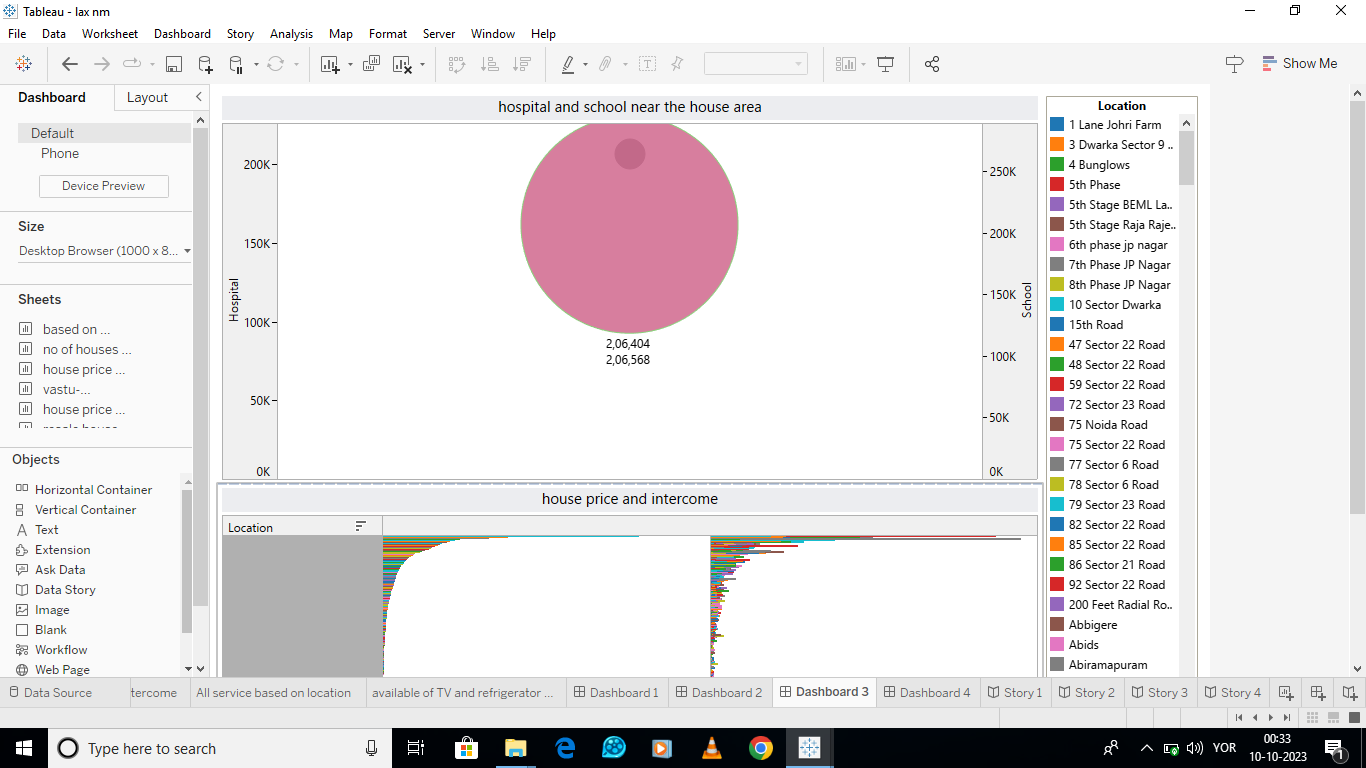 Tableau - lax nm
File Data Worksheet Dashboard Story Analysis Map Format Server Window Help
Show Me
Dashboard Layout
Default
Phone
Device Preview
Size
Desktop Browser (1000 x 8...
Sheets
based on ...
no of houses ...
house price ...
vastu-...
house price ...
Objects
Horizontal Container
Vertical Container
Text
Extension
Ask Data
Data Story
Image
Blank
Workflow
Web Page
hospital and school near the house area
Hospital
200K
150K
100K
50K
0K
2,06,404
2,06,568
School
250K
200K
150K
100K
50K
0K
house price and intercome
Location
Location
1 Lane Johri Farm
3 Dwarka Sector 9 ..
4 Bunglows
5th Phase
5th Stage BEML La..
5th Stage Raja Raje..
6th phase jp nagar
7th Phase JP Nagar
8th Phase JP Nagar
10 Sector Dwarka
15th Road
47 Sector 22 Road
48 Sector 22 Road
59 Sector 22 Road
72 Sector 23 Road
75 Noida Road
75 Sector 22 Road
77 Sector 6 Road
78 Sector 6 Road
79 Sector 23 Road
82 Sector 22 Road
85 Sector 22 Road
86 Sector 21 Road
92 Sector 22 Road
200 Feet Radial Ro..
Abbigere
Abids
Abiramapuram
Data Source tercome All service based on location available of TV and refrigerator ... Dashboard 1 Dashboard 2 Dashboard 3 Dashboard 4 Story 1 Story 2 Story 3 Story 4
Type here to search
YOR
00:33
10-10-2023
1